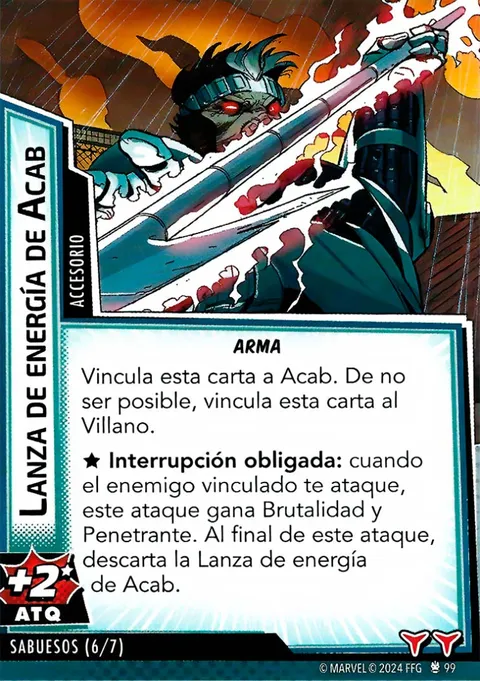 LANZA DE ENERGÍA DE ACAB
ACCESORIO
ARMA
Vincula esta carta a Acab. De no
ser posible, vincula esta carta al
Villano.
★ Interrupción obligada: cuando
el enemigo vinculado te ataque,
este ataque gana Brutalidad y
Penetrante. Al final de este ataque,
descarta la Lanza de energía
de Acab.
+2★
ATQ
SABUESOS (6/7)
© MARVEL © 2024 FFG 99